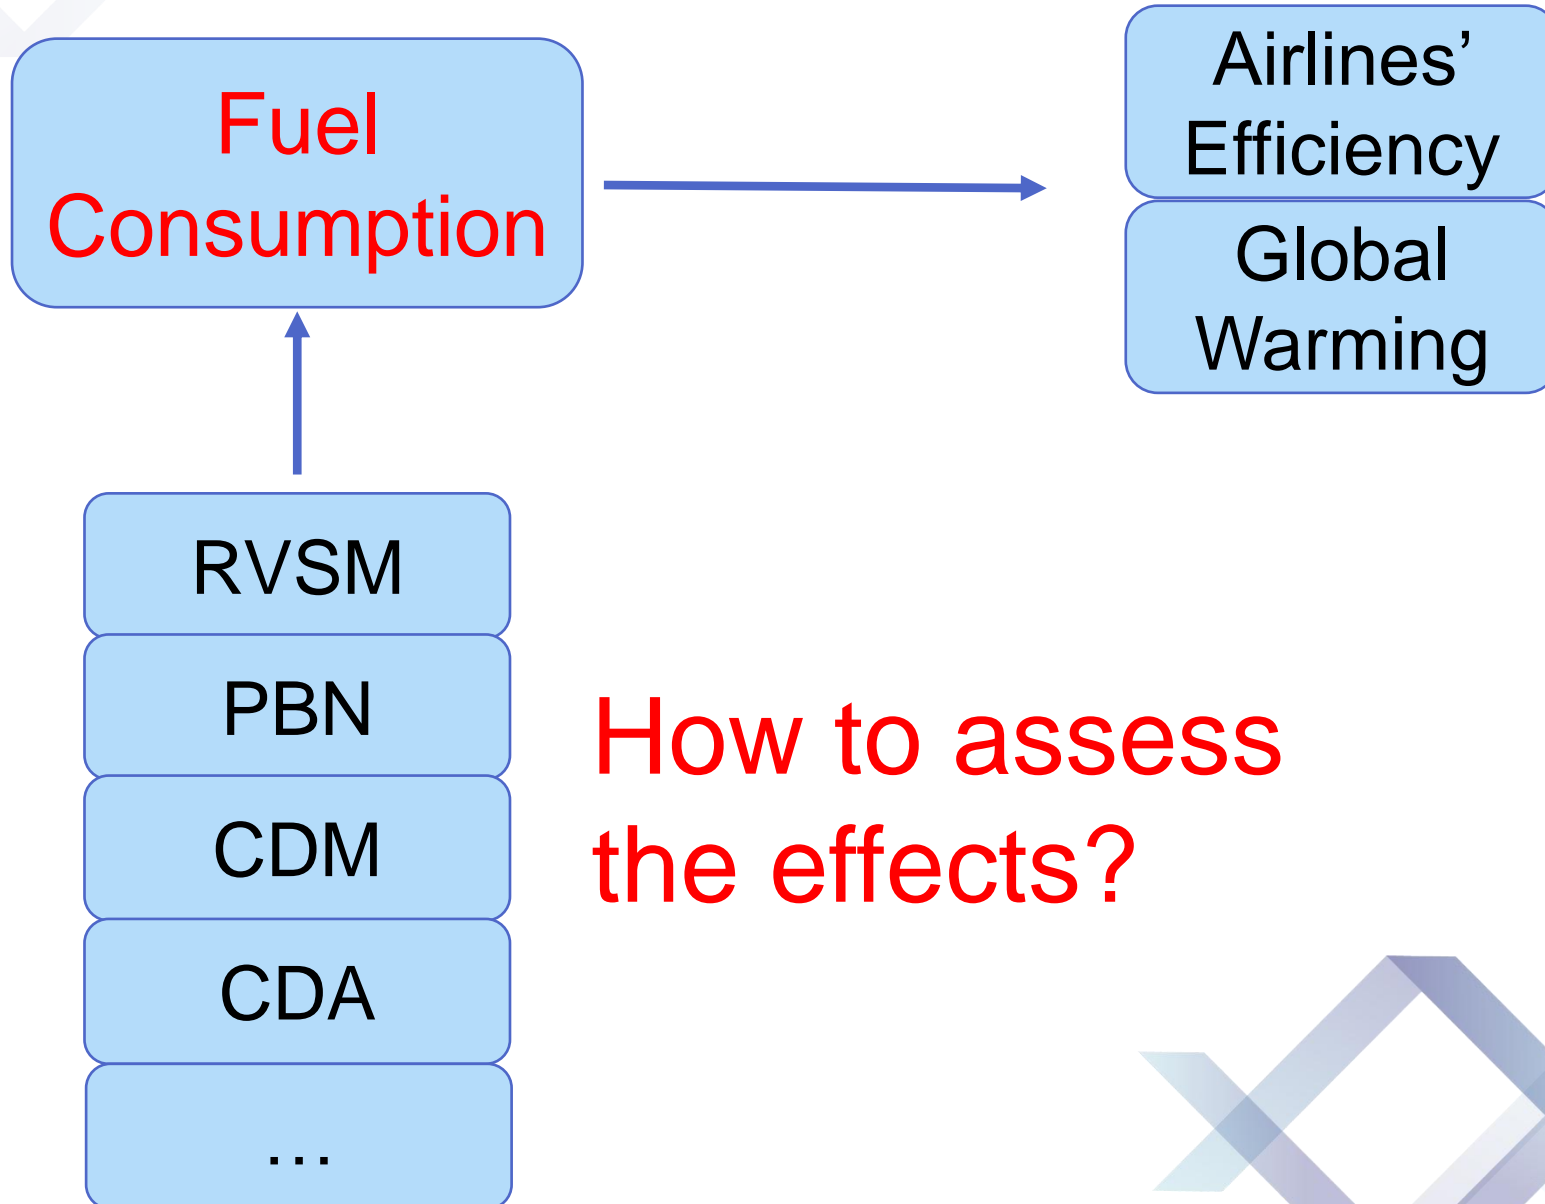 Fuel
Consumption
Airlines’
Efficiency
Global
Warming
RVSM
PBN
CDM
CDA
…
How to assess
the effects?